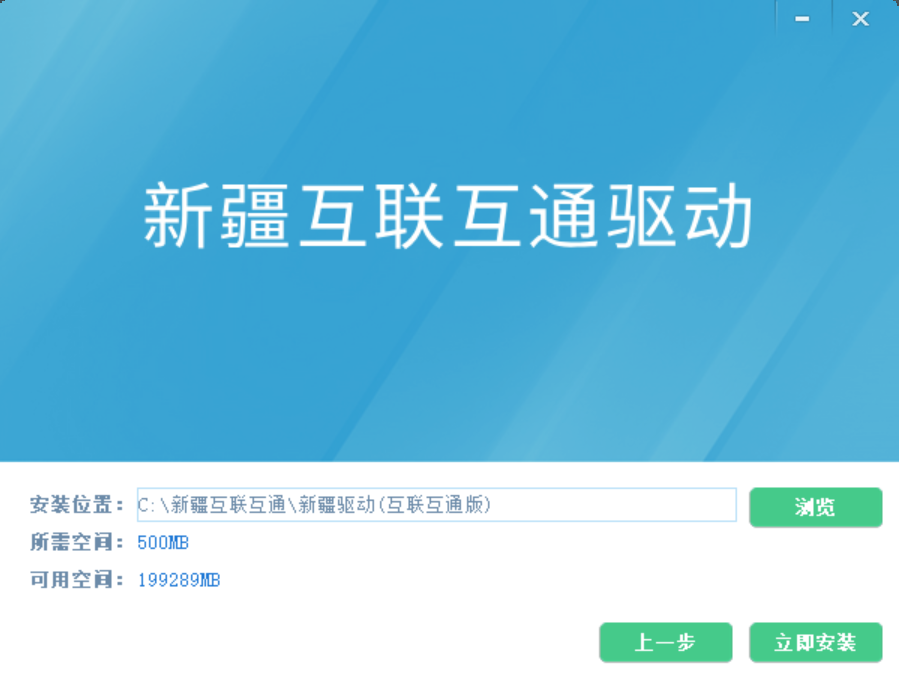 新疆互联互通驱动
安装位置： C:\新疆互联互通\新疆驱动(互联互通版) 浏览
所需空间： 500MB
可用空间： 199289MB
上一步 立即安装